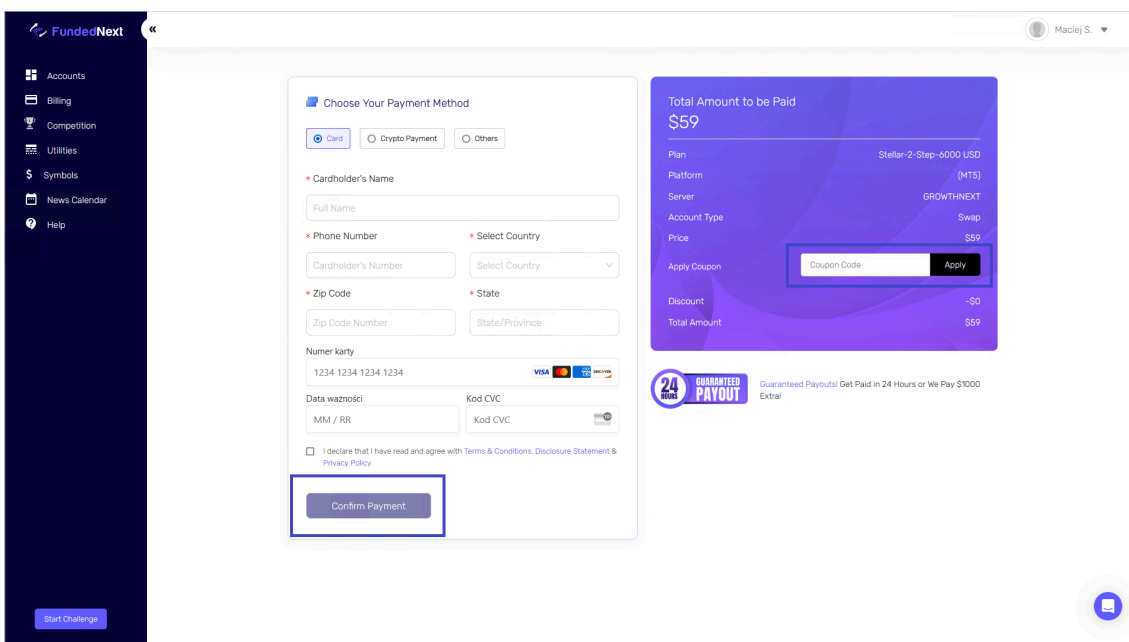 FundedNext
«
Maciej S.
Accounts
Billing
Competition
Utilities
Symbols
News Calendar
Help
Start Challenge
Choose Your Payment Method
Card
Crypto Payment
Others
* Cardholder's Name
Full Name
* Phone Number
* Select Country
Cardholder's Number
Select Country
* Zip Code
* State
Zip Code Number
State/Province
Numer karty
1234 1234 1234 1234
VISA
DISCOVER
Data ważności
Kod CVC
MM / RR
Kod CVC
I declare that I have read and agree with Terms & Conditions, Disclosure Statement &
Privacy Policy
Confirm Payment
Total Amount to be Paid
$59
Plan
Stellar-2-Step-6000 USD
Platform
(MT5)
Server
GROWTHNEXT
Account Type
Swap
Price
$59
Apply Coupon
Coupon Code
Apply
Discount
-$0
Total Amount
$59
24
HOURS
GUARANTEED
PAYOUT
Guaranteed Payouts! Get Paid in 24 Hours or We Pay $1000
Extra!